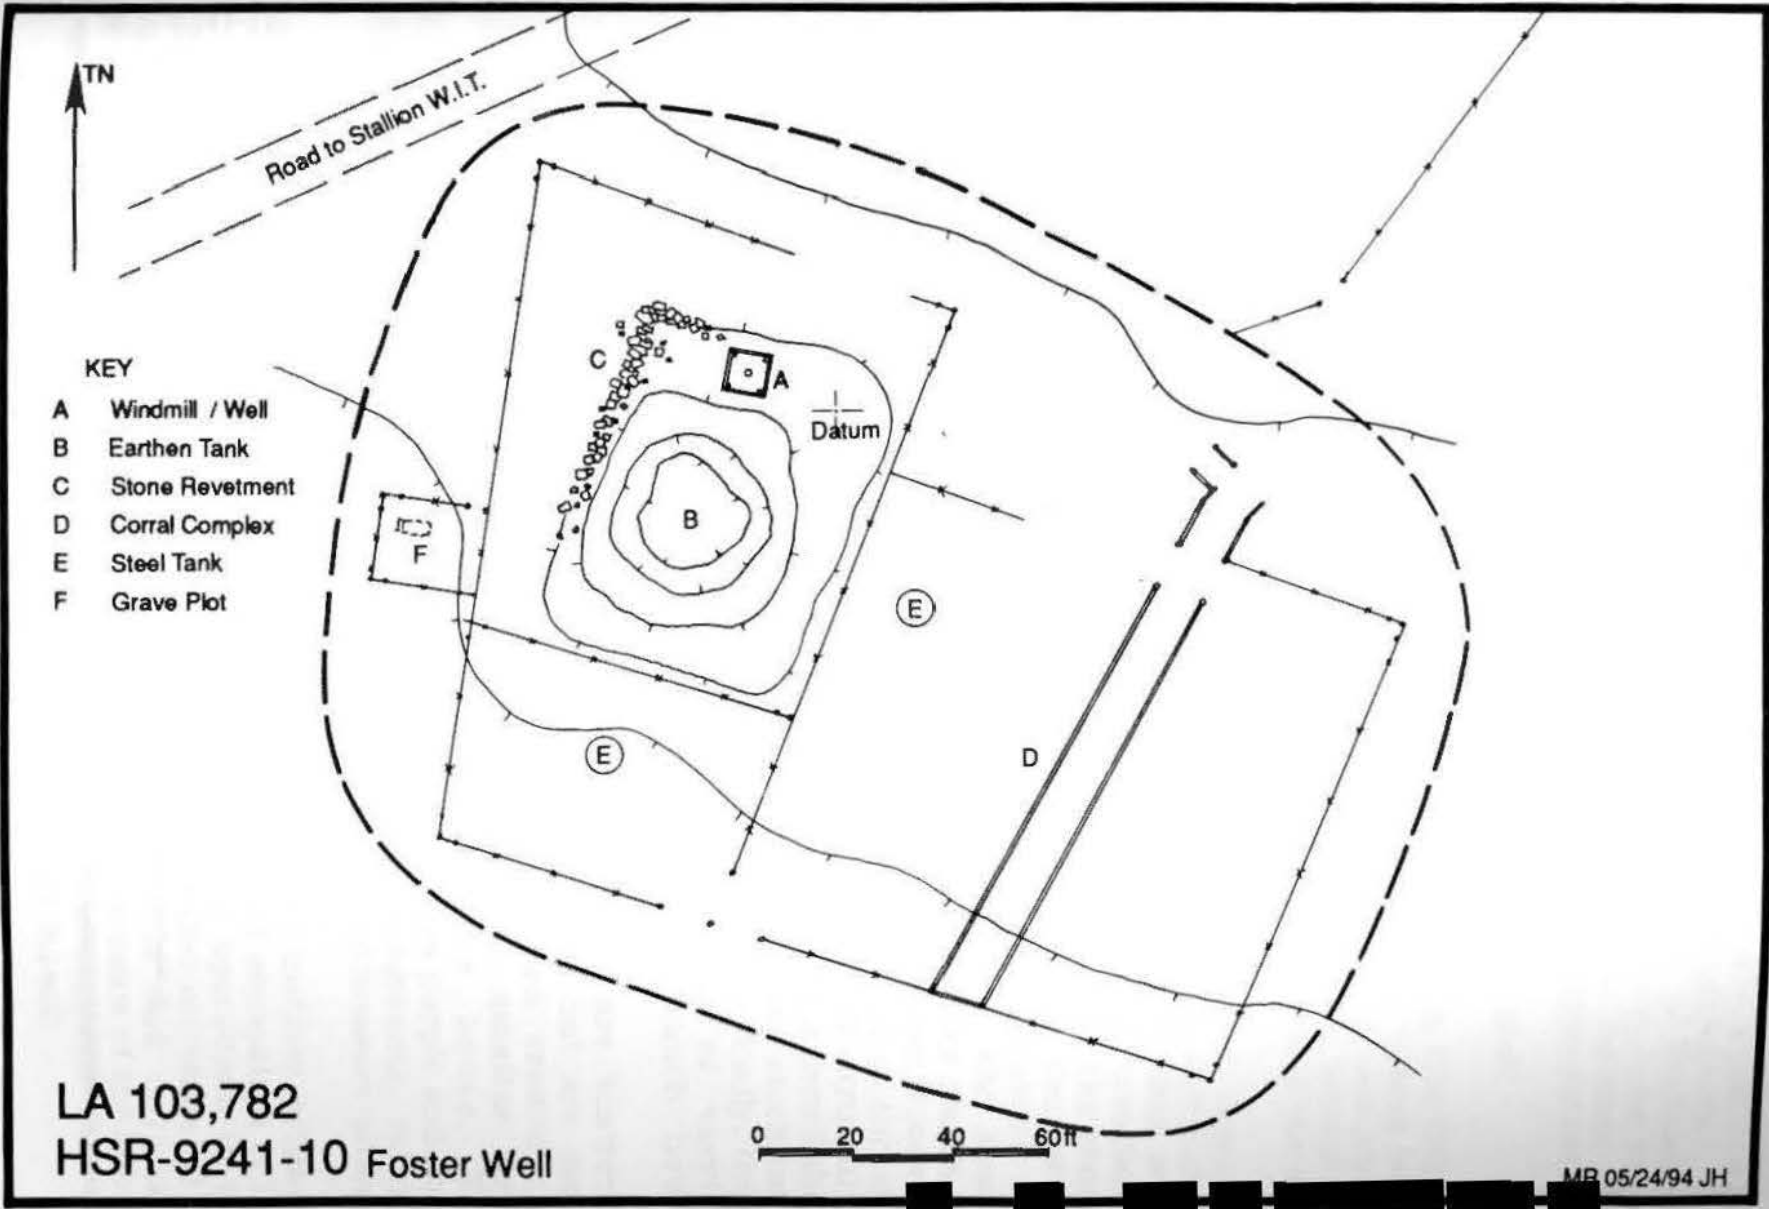 TN
Road to Stallion W.I.T.
KEY
A Windmill / Well
B Earthen Tank
C Stone Revetment
D Corral Complex
E Steel Tank
F Grave Plot
C
A
Datum
B
F
E
E
D
LA 103,782
HSR-9241-10 Foster Well
0 20 40 60ft
MR 05/24/94 JH